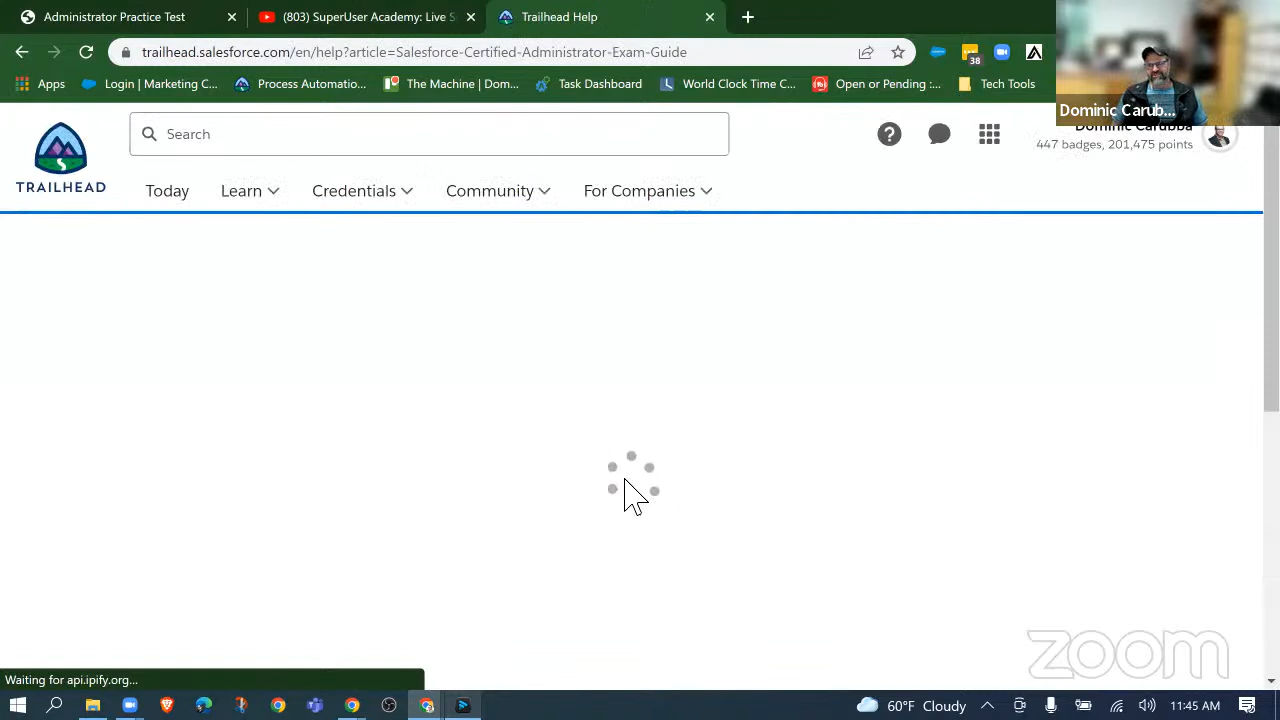 Administrator Practice Test
(803) SuperUser Academy: Live S
Trailhead Help
trailhead.salesforce.com/en/help?article=Salesforce-Certified-Administrator-Exam-Guide
38
Apps
Login | Marketing C...
Process Automatio...
The Machine | Dom...
Task Dashboard
World Clock Time C...
Open or Pending :...
Tech Tools
Dominic Carub...
TRAILHEAD
Search
Dominic Carubba
447 badges, 201,475 points
Today
Learn
Credentials
Community
For Companies
zoom
Waiting for api.ipify.org...
60°F Cloudy
11:45 AM